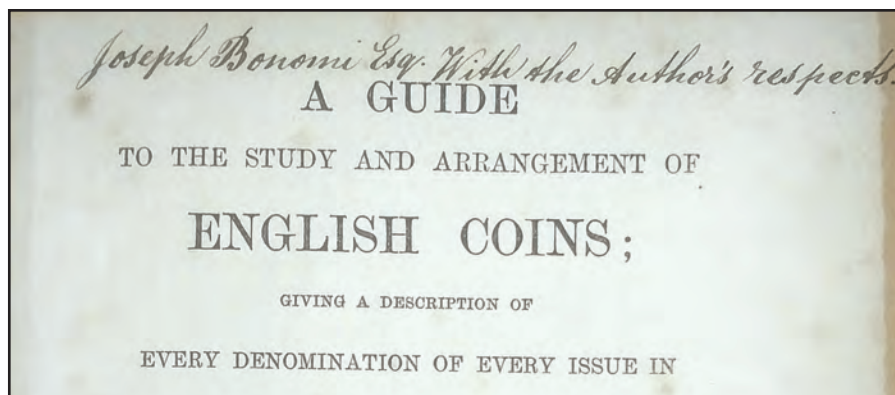 Joseph Bonomi Esq. With the Author's respects.
A GUIDE
TO THE STUDY AND ARRANGEMENT OF
ENGLISH COINS;
GIVING A DESCRIPTION OF
EVERY DENOMINATION OF EVERY ISSUE IN